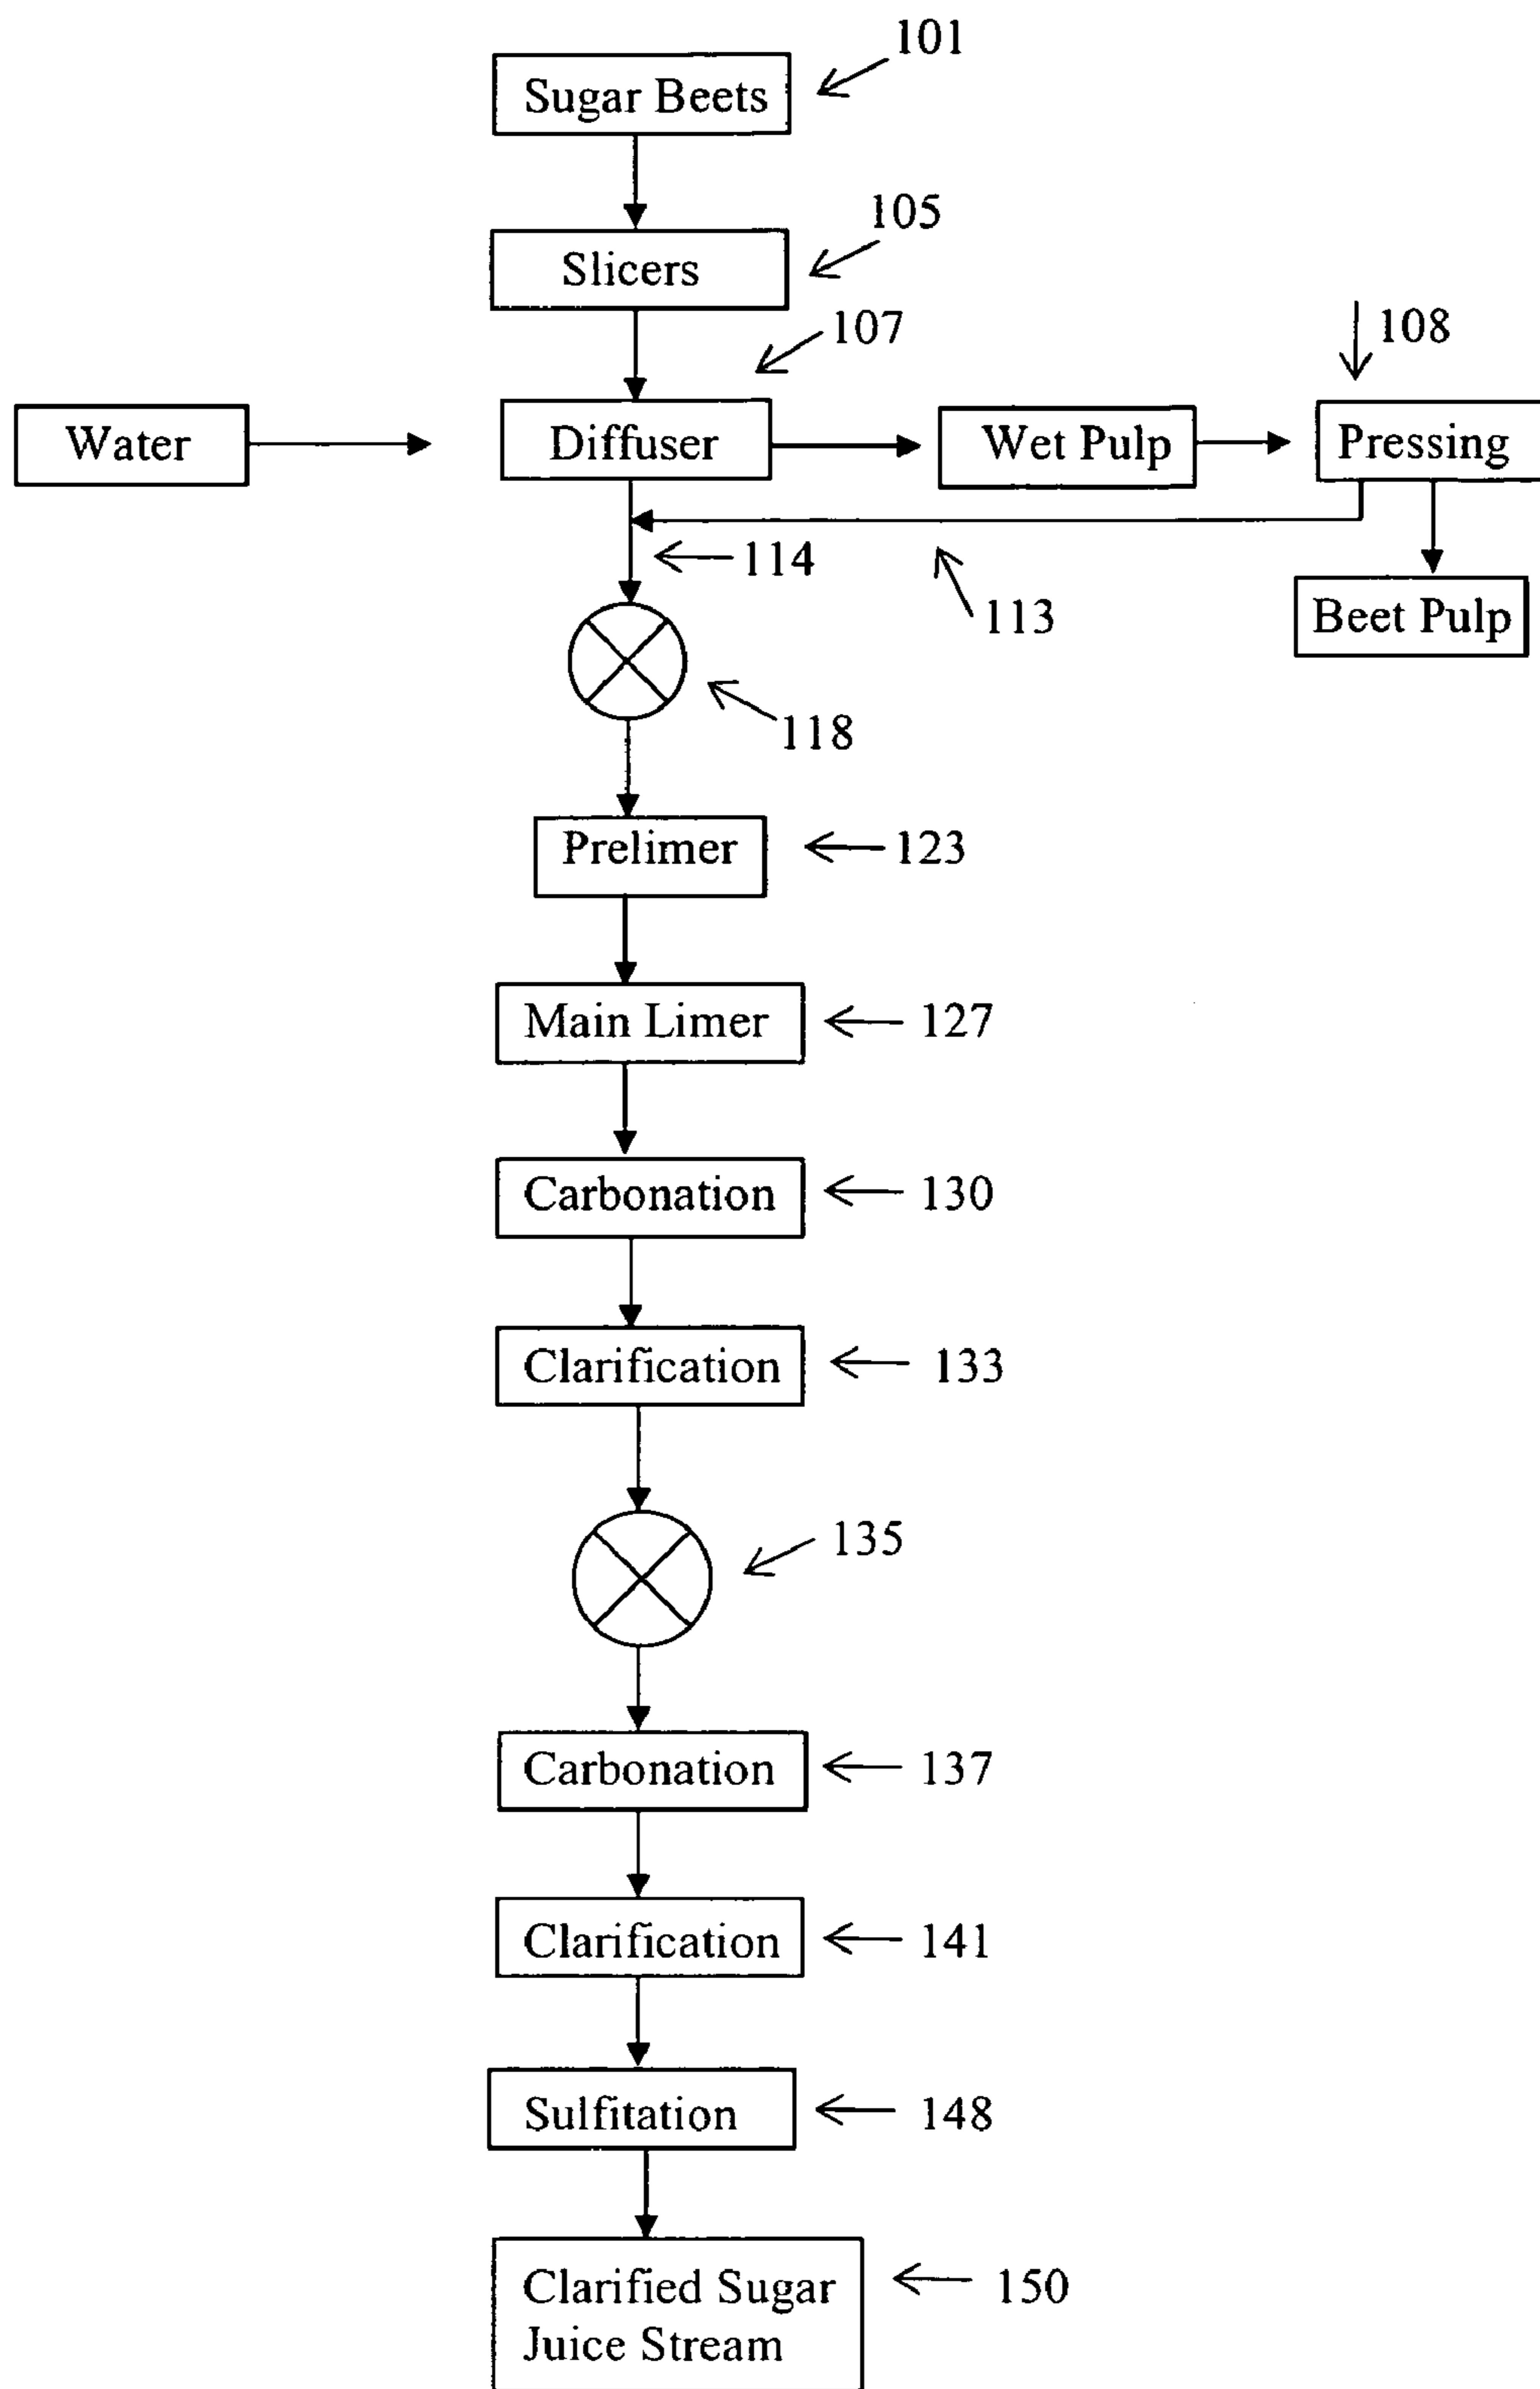 101
Sugar Beets
105
Slicers
107
108
Water
Diffuser
Wet Pulp
Pressing
114
113
Beet Pulp
118
Prelimer
123
Main Limer
127
Carbonation
130
Clarification
133
135
Carbonation
137
Clarification
141
Sulfitation
148
Clarified Sugar
Juice Stream
150